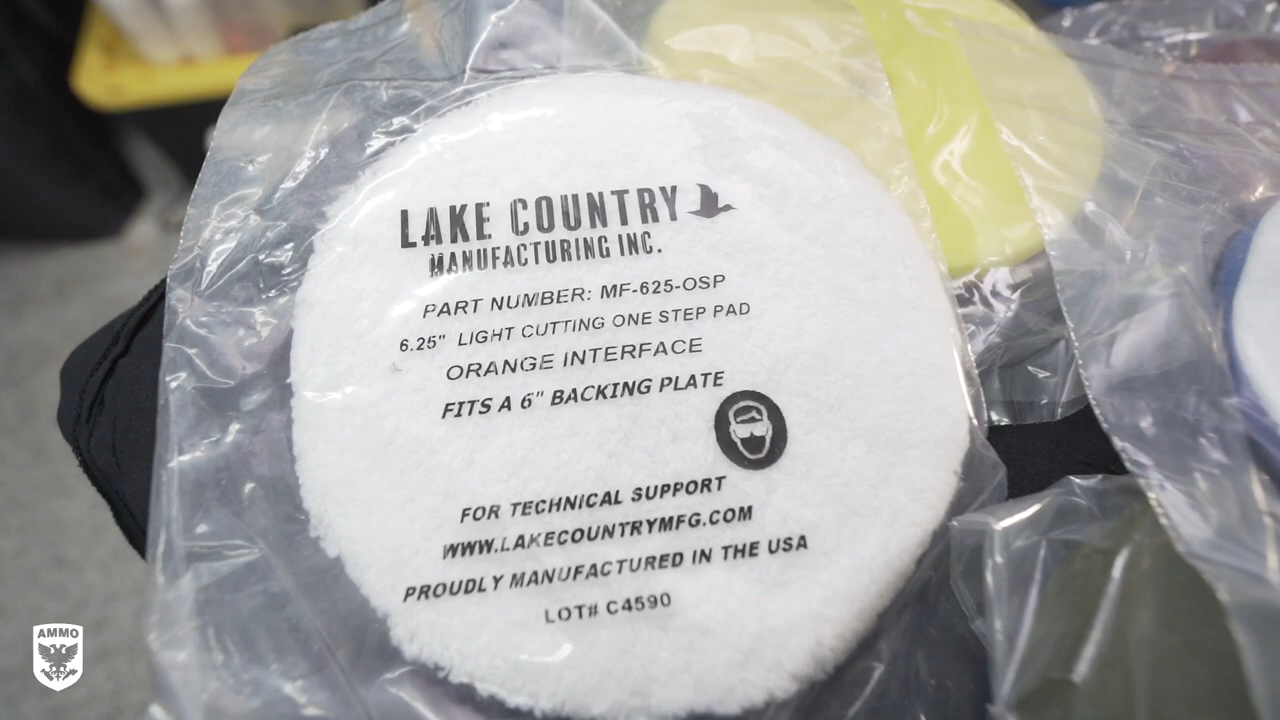 LAKE COUNTRY
MANUFACTURING INC.
PART NUMBER: MF-625-OSP
6.25" LIGHT CUTTING ONE STEP PAD
ORANGE INTERFACE
FITS A 6" BACKING PLATE
FOR TECHNICAL SUPPORT
WWW.LAKECOUNTRYMFG.COM
PROUDLY MANUFACTURED IN THE USA
LOT# C4590
AMMO